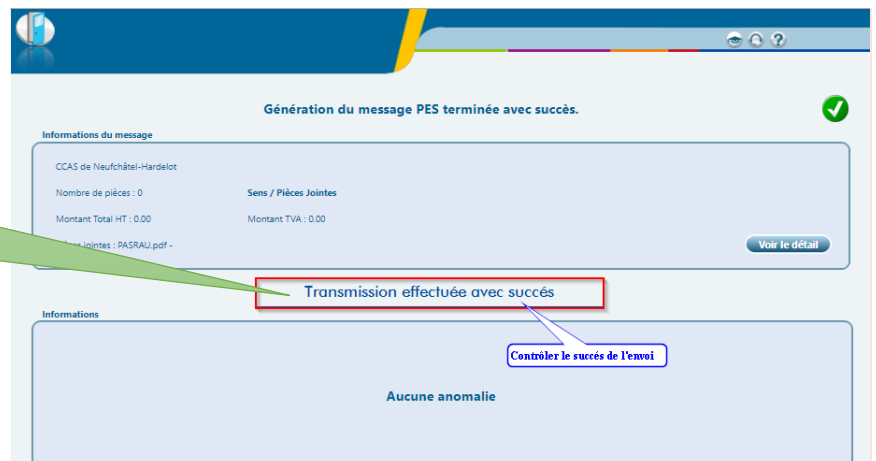 Génération du message PES terminée avec succès.
Informations du message
CCAS de Neufchâtel-Hardelot
Nombre de pièces : 0 Sens / Pièces Jointes
Montant Total HT : 0.00 Montant TVA : 0.00
jointes : PASRAU.pdf - Voir le détail
Transmission effectuée avec succés
Informations
Contrôler le succés de l'envoi
Aucune anomalie